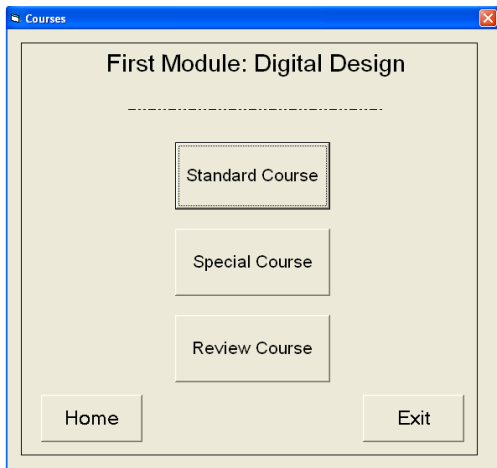 Courses
First Module: Digital Design
Standard Course
Special Course
Review Course
Home
Exit